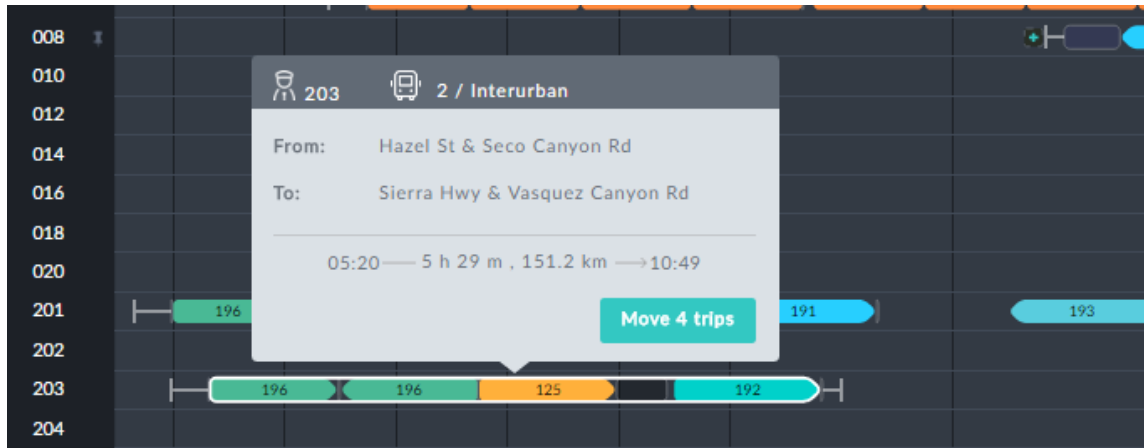 008
010
203 2 / Interurban
012
From: Hazel St & Seco Canyon Rd
014
016
To: Sierra Hwy & Vasquez Canyon Rd
018
05:20 5 h 29 m , 151.2 km 10:49
020
201 196 191 193
Move 4 trips
202
203 196 196 125 192
204